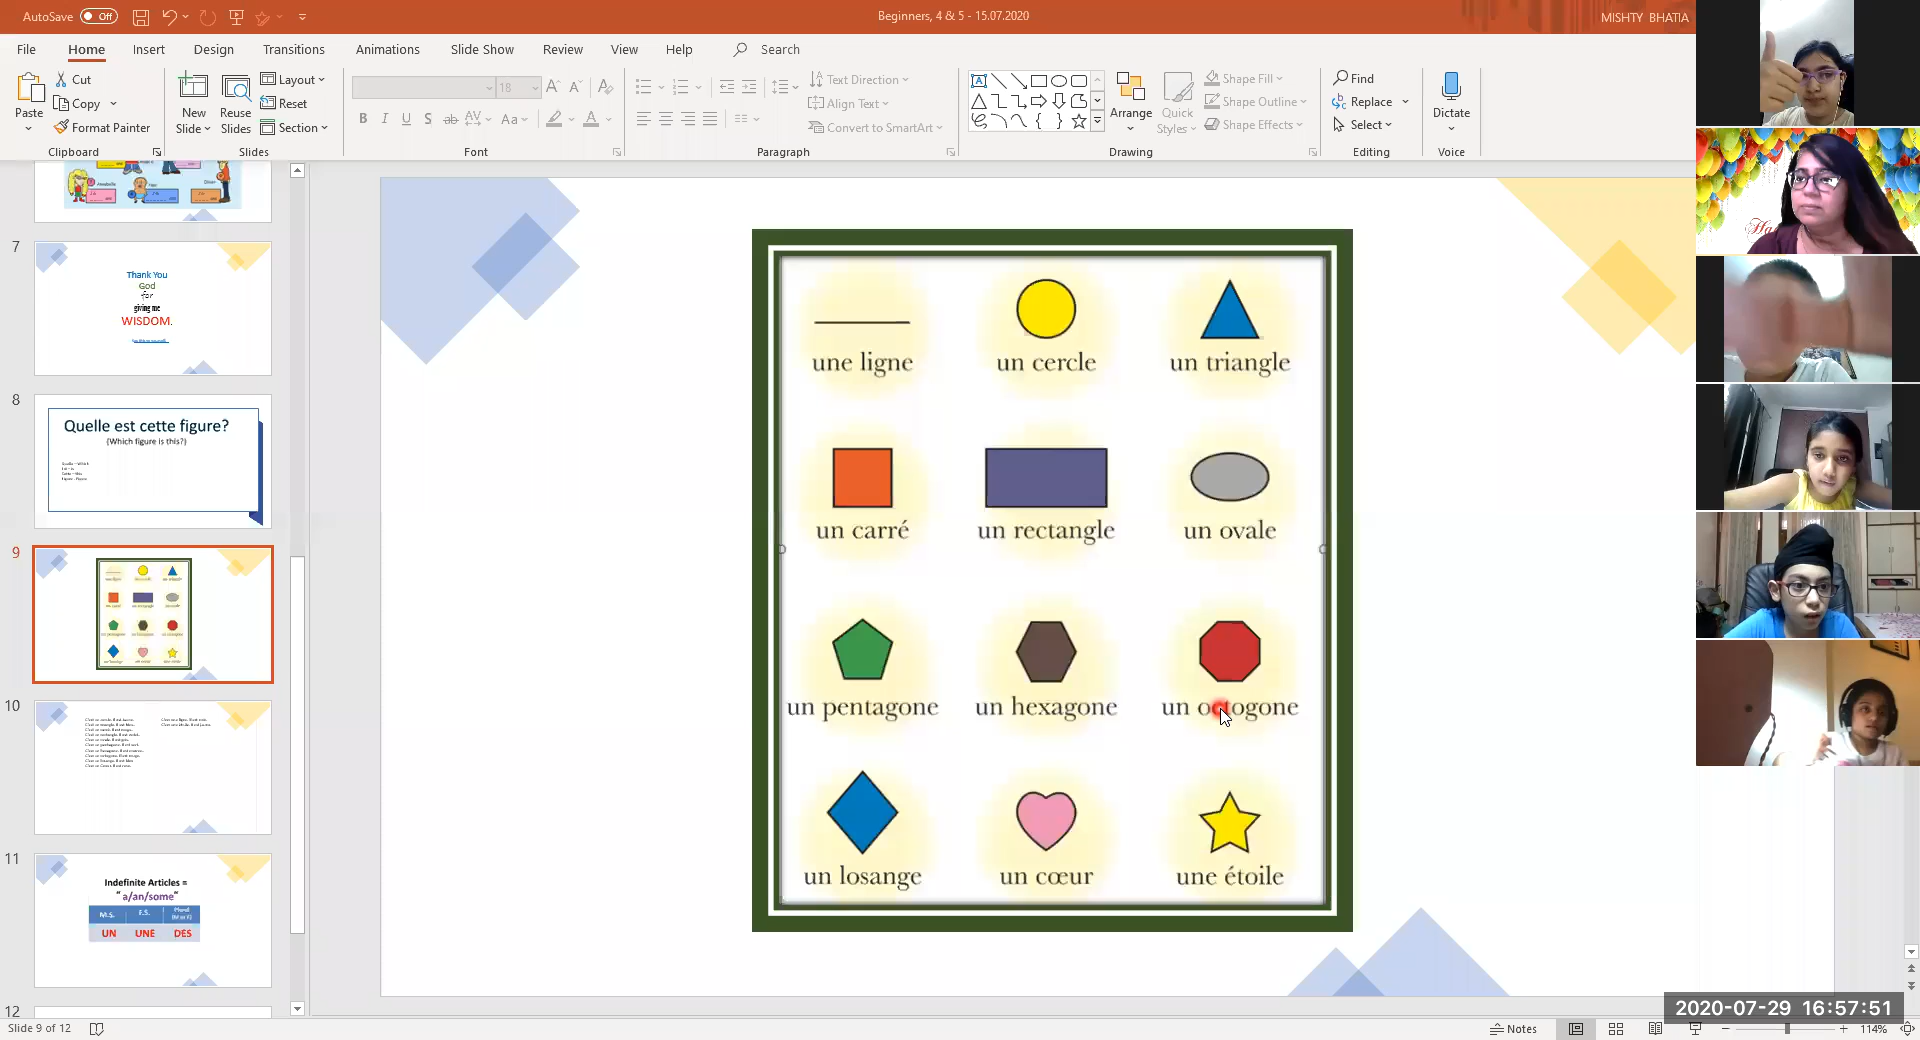 AutoSave Off
Beginners, 4 & 5 - 15.07.2020
MISHTY BHATIA
File Home Insert Design Transitions Animations Slide Show Review View Help Search
Paste
Cut
Copy
Format Painter
Clipboard
New Slide
Reuse Slides
Layout
Reset
Section
Slides
18
B I U S ab AV Aa A
Font
Text Direction
Align Text
Convert to SmartArt
Paragraph
Arrange
Quick Styles
Shape Fill
Shape Outline
Shape Effects
Drawing
Find
Replace
Select
Editing
Dictate
Voice
7
Thank You
God
for
giving me
WISDOM.
8
Quelle est cette figure?
(Which figure is this?)
9
10
11
Indefinite Articles =
" a/an/some"
M.S. F.S.
UN UNE DES
12
une ligne un cercle un triangle
un carré un rectangle un ovale
un pentagone un hexagone un octogone
un losange un cœur une étoile
Ha
2020-07-29 16:57:51
Slide 9 of 12
Notes
114%